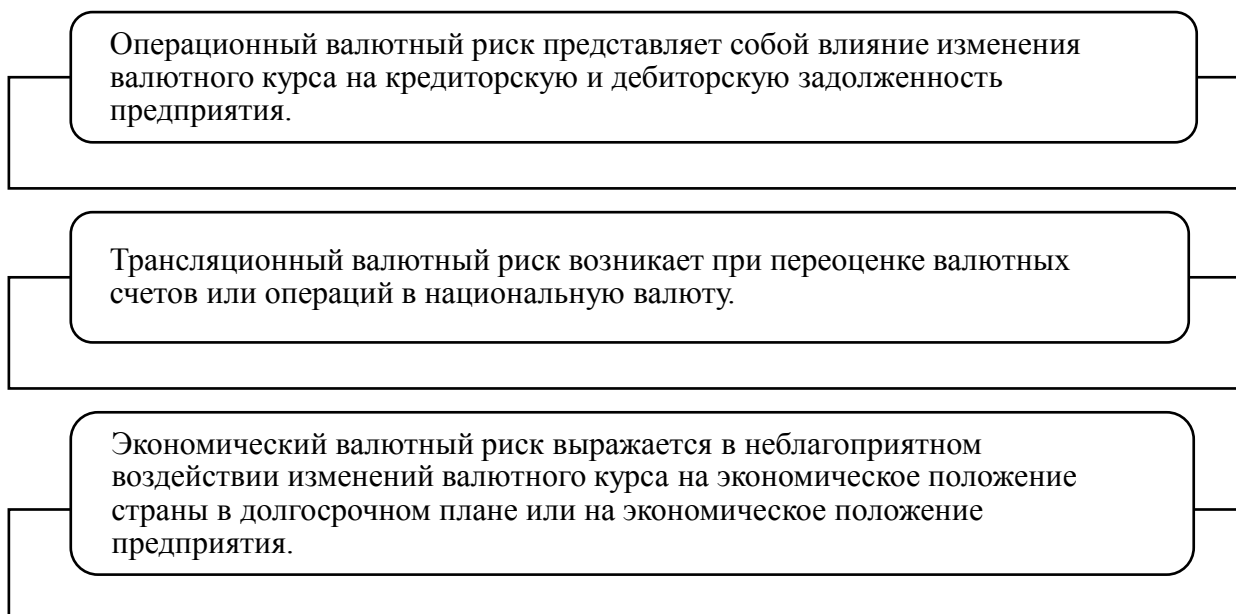 Операционный валютный риск представляет собой влияние изменения
валютного курса на кредиторскую и дебиторскую задолженность
предприятия.
Трансляционный валютный риск возникает при переоценке валютных
счетов или операций в национальную валюту.
Экономический валютный риск выражается в неблагоприятном
воздействии изменений валютного курса на экономическое положение
страны в долгосрочном плане или на экономическое положение
предприятия.